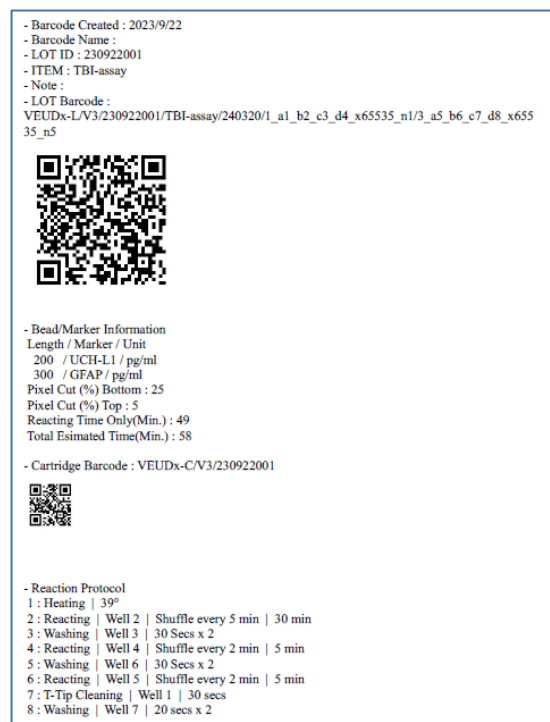 - Barcode Created : 2023/9/22
- Barcode Name :
- LOT ID : 230922001
- ITEM : TBI-assay
- Note :
- LOT Barcode :
VEUDx-L/V3/230922001/TBI-assay/240320/1_a1_b2_c3_d4_x65535_n1/3_a5_b6_c7_d8_x655
35_n5
- Bead/Marker Information
Length / Marker / Unit
200 / UCH-L1 / pg/ml
300 / GFAP / pg/ml
Pixel Cut (%) Bottom : 25
Pixel Cut (%) Top : 5
Reacting Time Only(Min.) : 49
Total Esimated Time(Min.) : 58
- Cartridge Barcode : VEUDx-C/V3/230922001
- Reaction Protocol
1 : Heating | 39°
2 : Reacting | Well 2 | Shuffle every 5 min | 30 min
3 : Washing | Well 3 | 30 Secs x 2
4 : Reacting | Well 4 | Shuffle every 2 min | 5 min
5 : Washing | Well 6 | 30 Secs x 2
6 : Reacting | Well 5 | Shuffle every 2 min | 5 min
7 : T-Tip Cleaning | Well 1 | 30 secs
8 : Washing | Well 7 | 20 secs x 2